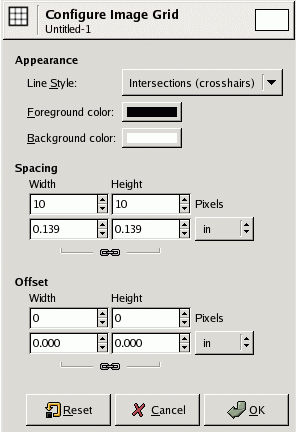 Configure Image Grid
Untitled-1
Appearance
Line Style: Intersections (crosshairs)
Foreground color:
Background color:
Spacing
Width Height
10 10 Pixels
0.139 0.139 in
Offset
Width Height
0 0 Pixels
0.000 0.000 in
Reset Cancel OK